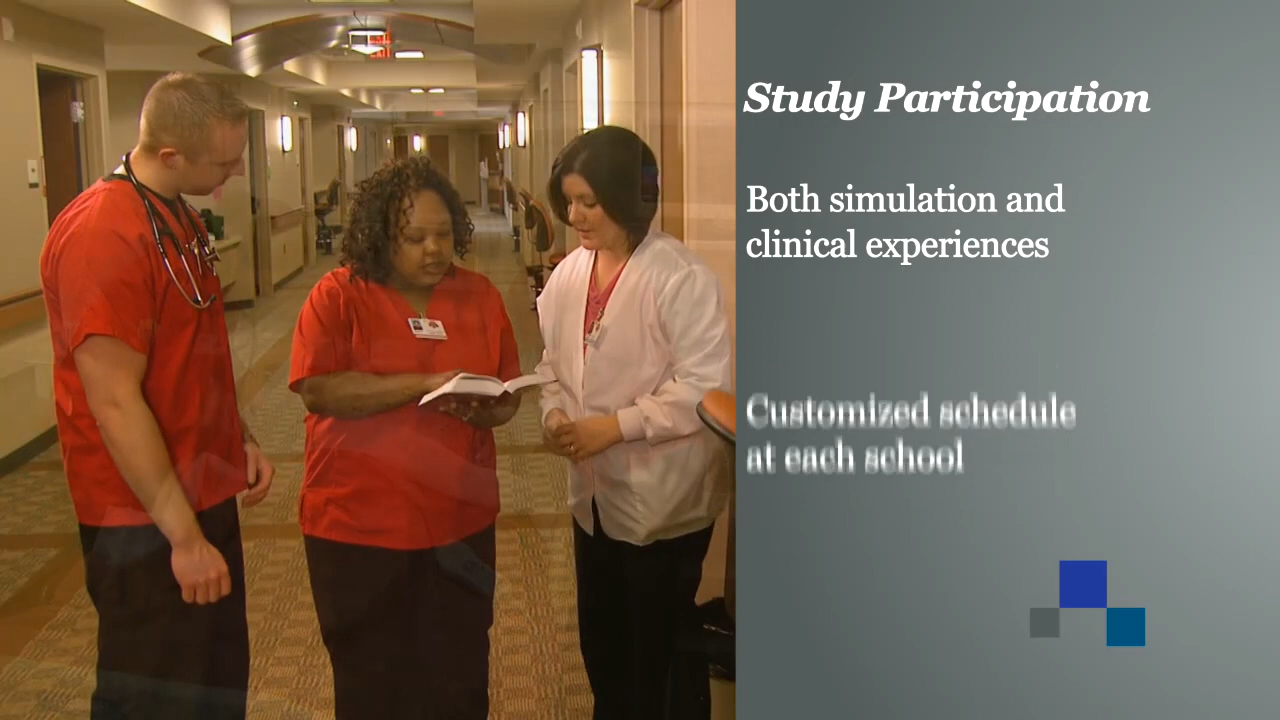 Study Participation
Both simulation and
clinical experiences
Customized schedule
at each school